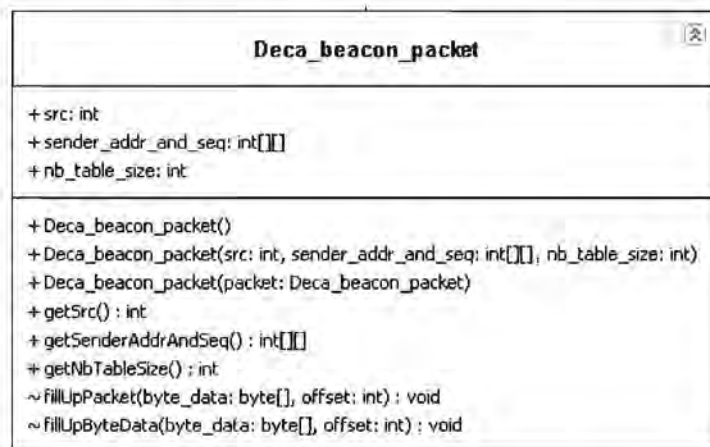 Deca_beacon_packet
+ src: int
+ sender_addr_and_seq: int[][]
+ nb_table_size: int
+ Deca_beacon_packet()
+ Deca_beacon_packet(src: int, sender_addr_and_seq: int[][], nb_table_size: int)
+ Deca_beacon_packet(packet: Deca_beacon_packet)
+ getSrc() : int
+ getSenderAddrAndSeq() : int[][]
+ getNbTableSize() : int
~ fillUpPacket(byte_data: byte[], offset: int) : void
~ fillUpByteData(byte_data: byte[], offset: int) : void